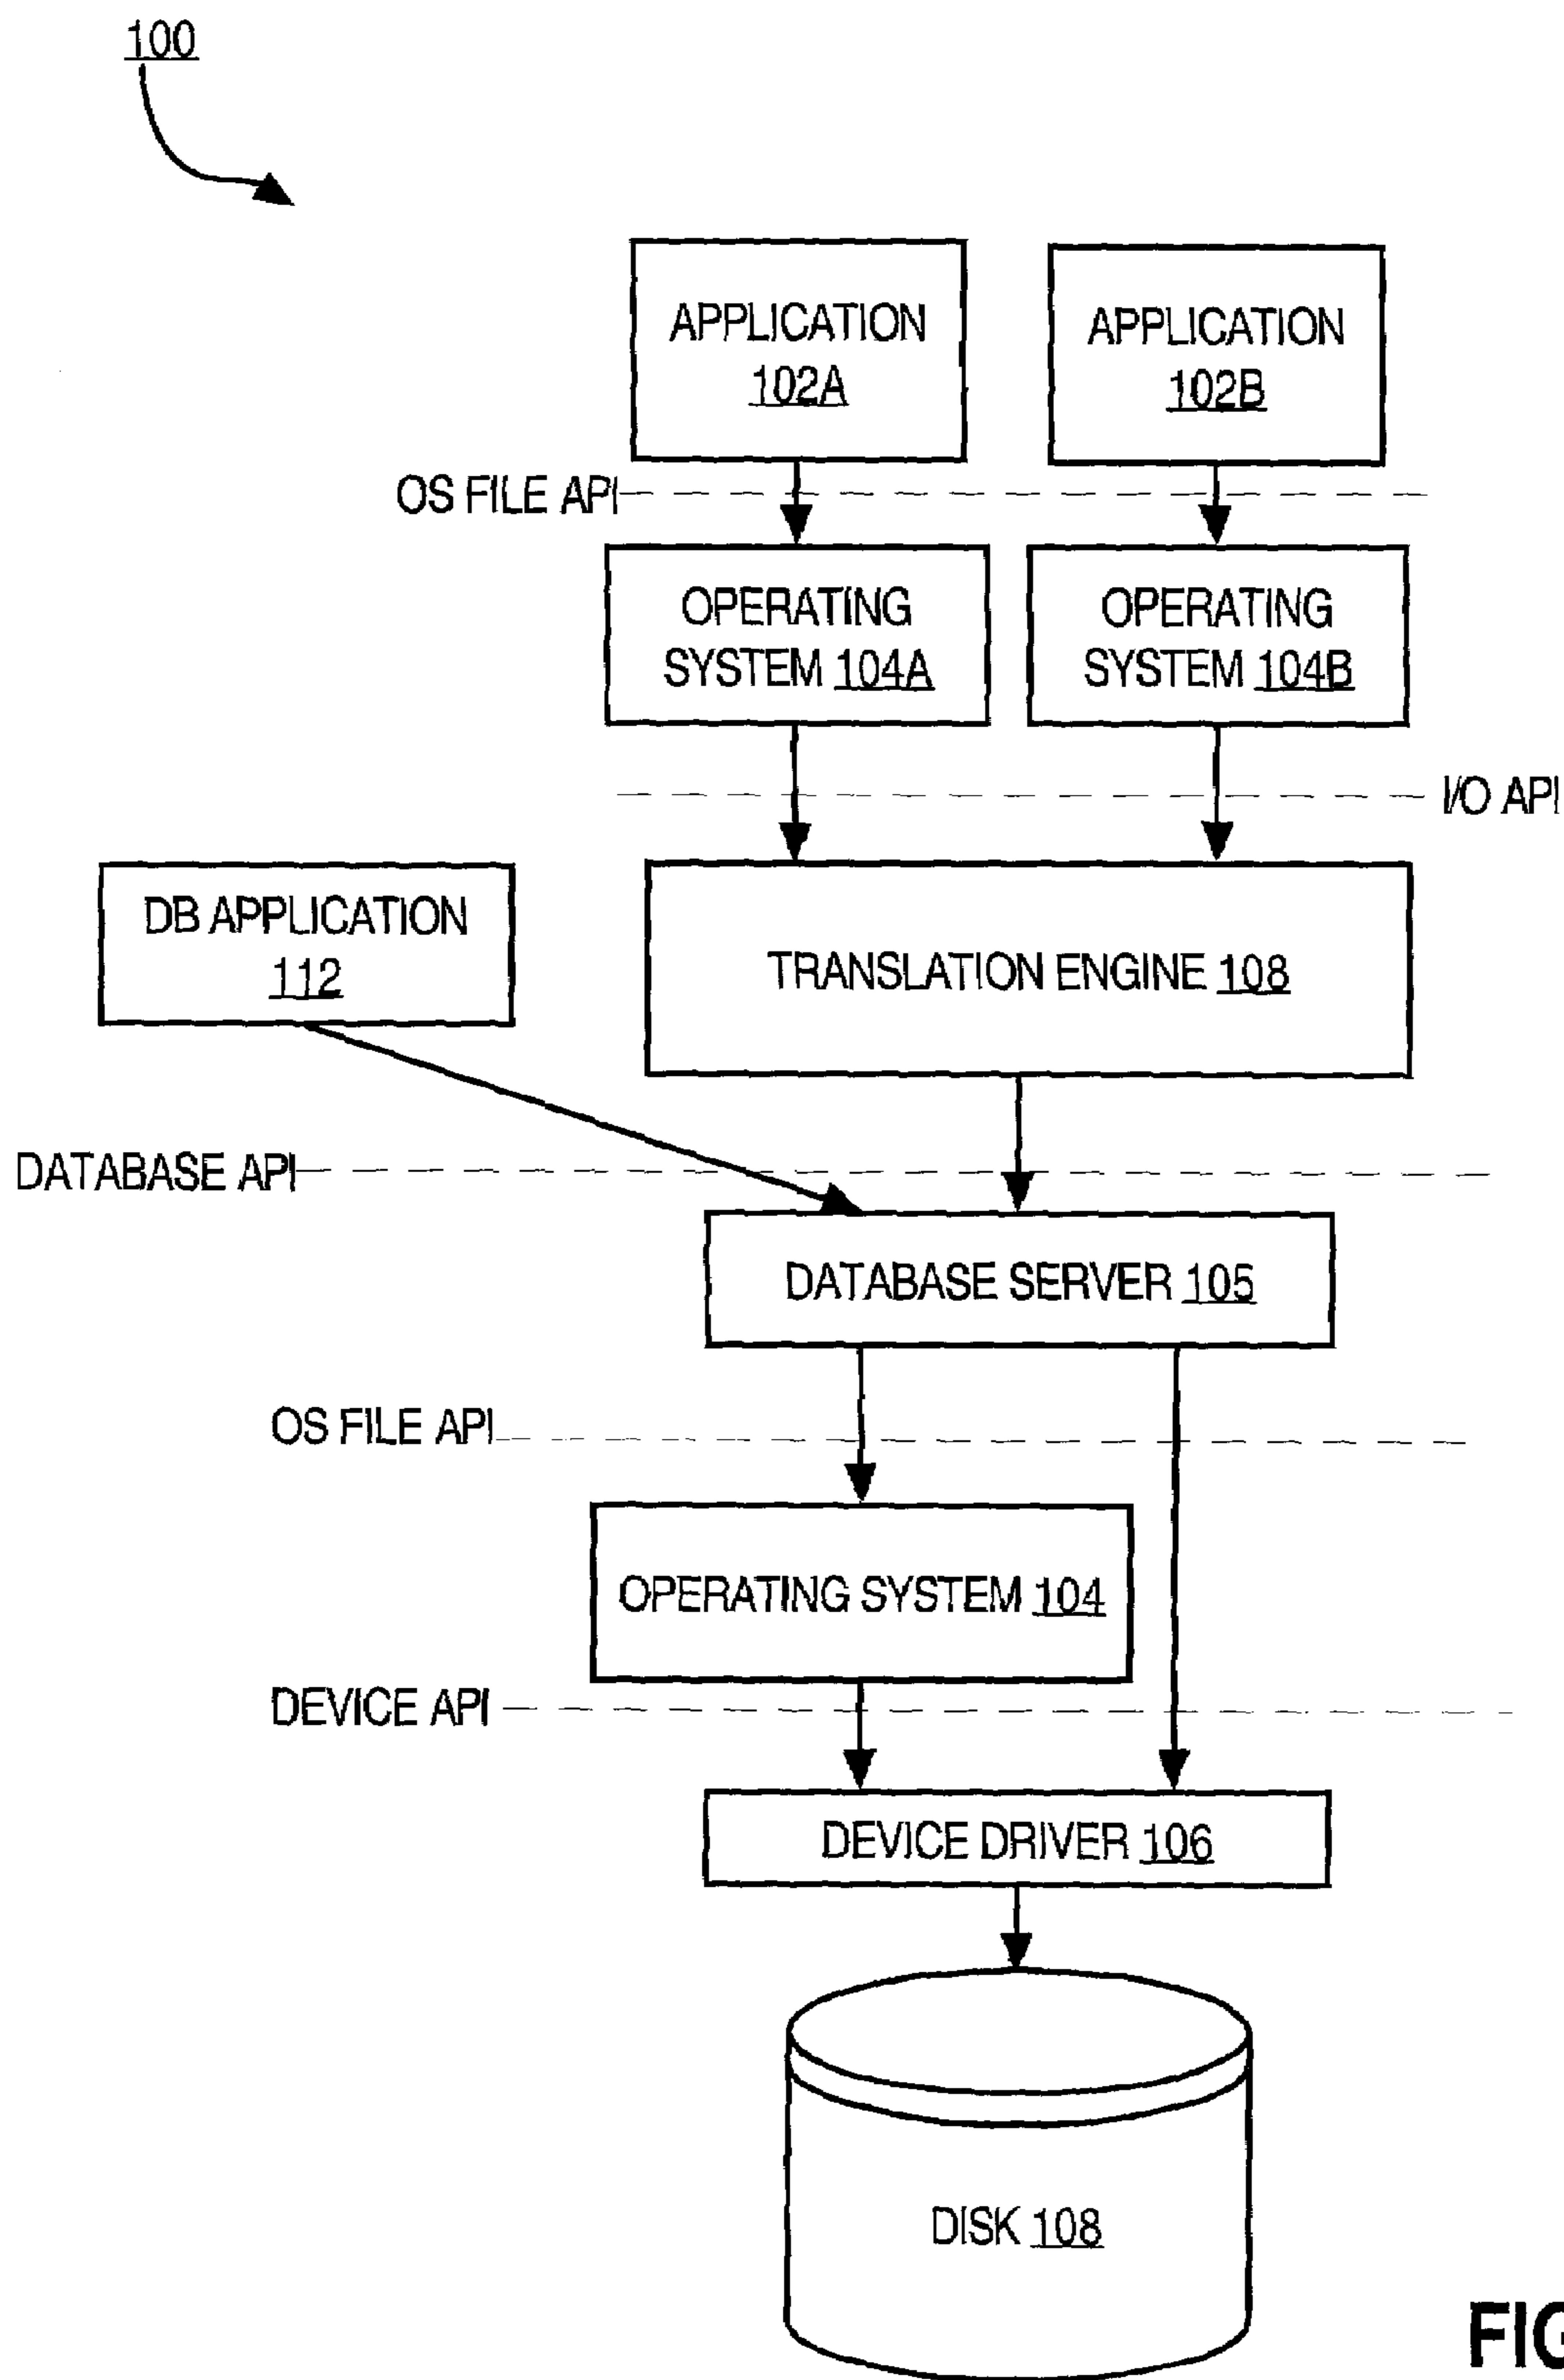 100
APPLICATION
102A
APPLICATION
102B
OS FILE API
OPERATING
SYSTEM 104A
OPERATING
SYSTEM 104B
I/O API
DB APPLICATION
112
TRANSLATION ENGINE 108
DATABASE API
DATABASE SERVER 105
OS FILE API
OPERATING SYSTEM 104
DEVICE API
DEVICE DRIVER 106
DISK 108